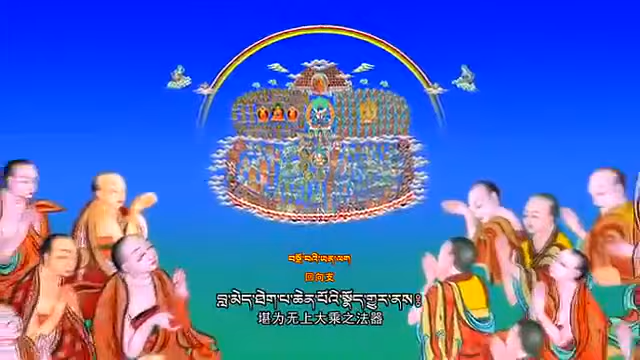 བསྔོ་བའི་ཡན་ལག
回向支
བླ་མེད་ཐེག་པ་ཆེན་པོའི་སྣོད་གྱུར་ནས༔
堪为无上大乘之法器